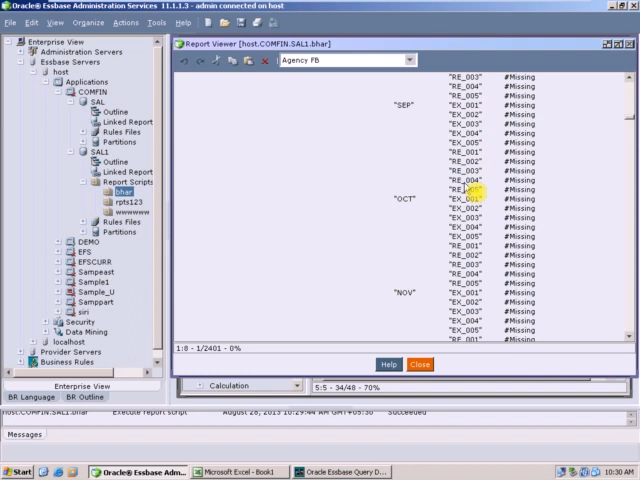 Oracle® Essbase Administration Services 11.1.1.3 - admin connected on host
File Edit View Organize Actions Tools Help
Enterprise View
Administration Servers
Essbase Servers
host
Applications
COMFIN
SAL
Outline
Linked Report
Rules Files
Partitions
SAL1
Outline
Linked Report
Report Scripts
bhar
rpts123
wwwwww
Rules Files
Partitions
DEMO
EFS
EFSCURR
Sampeast
Sample1
Sample_U
Samppart
siri
Security
Data Mining
localhost
Provider Servers
Business Rules
Enterprise View
BR Language BR Outline
Report Viewer [host.COMFIN.SAL1.bhar]
Agency FB
"RE_003" #Missing
"RE_004" #Missing
"RE_005" #Missing
"SEP" "EX_001" #Missing
"EX_002" #Missing
"EX_003" #Missing
"EX_004" #Missing
"EX_005" #Missing
"RE_001" #Missing
"RE_002" #Missing
"RE_003" #Missing
"RE_004" #Missing
"RE_005" #Missing
"OCT" "EX_001" #Missing
"EX_002" #Missing
"EX_003" #Missing
"EX_004" #Missing
"EX_005" #Missing
"RE_001" #Missing
"RE_002" #Missing
"RE_003" #Missing
"RE_004" #Missing
"RE_005" #Missing
"NOV" "EX_001" #Missing
"EX_002" #Missing
"EX_003" #Missing
"EX_004" #Missing
"EX_005" #Missing
"RE_001" #Missing
1:8 - 1/2401 - 0%
Help Close
Calculation 5:5 - 34/48 - 70%
host.COMFIN.SAL1.bhar Execute report script August 28, 2013 10:29:44 AM GMT+05:30 Succeeded
Messages
Start Oracle® Essbase Adm... Microsoft Excel - Book1 Oracle Essbase Query D... 10:30 AM